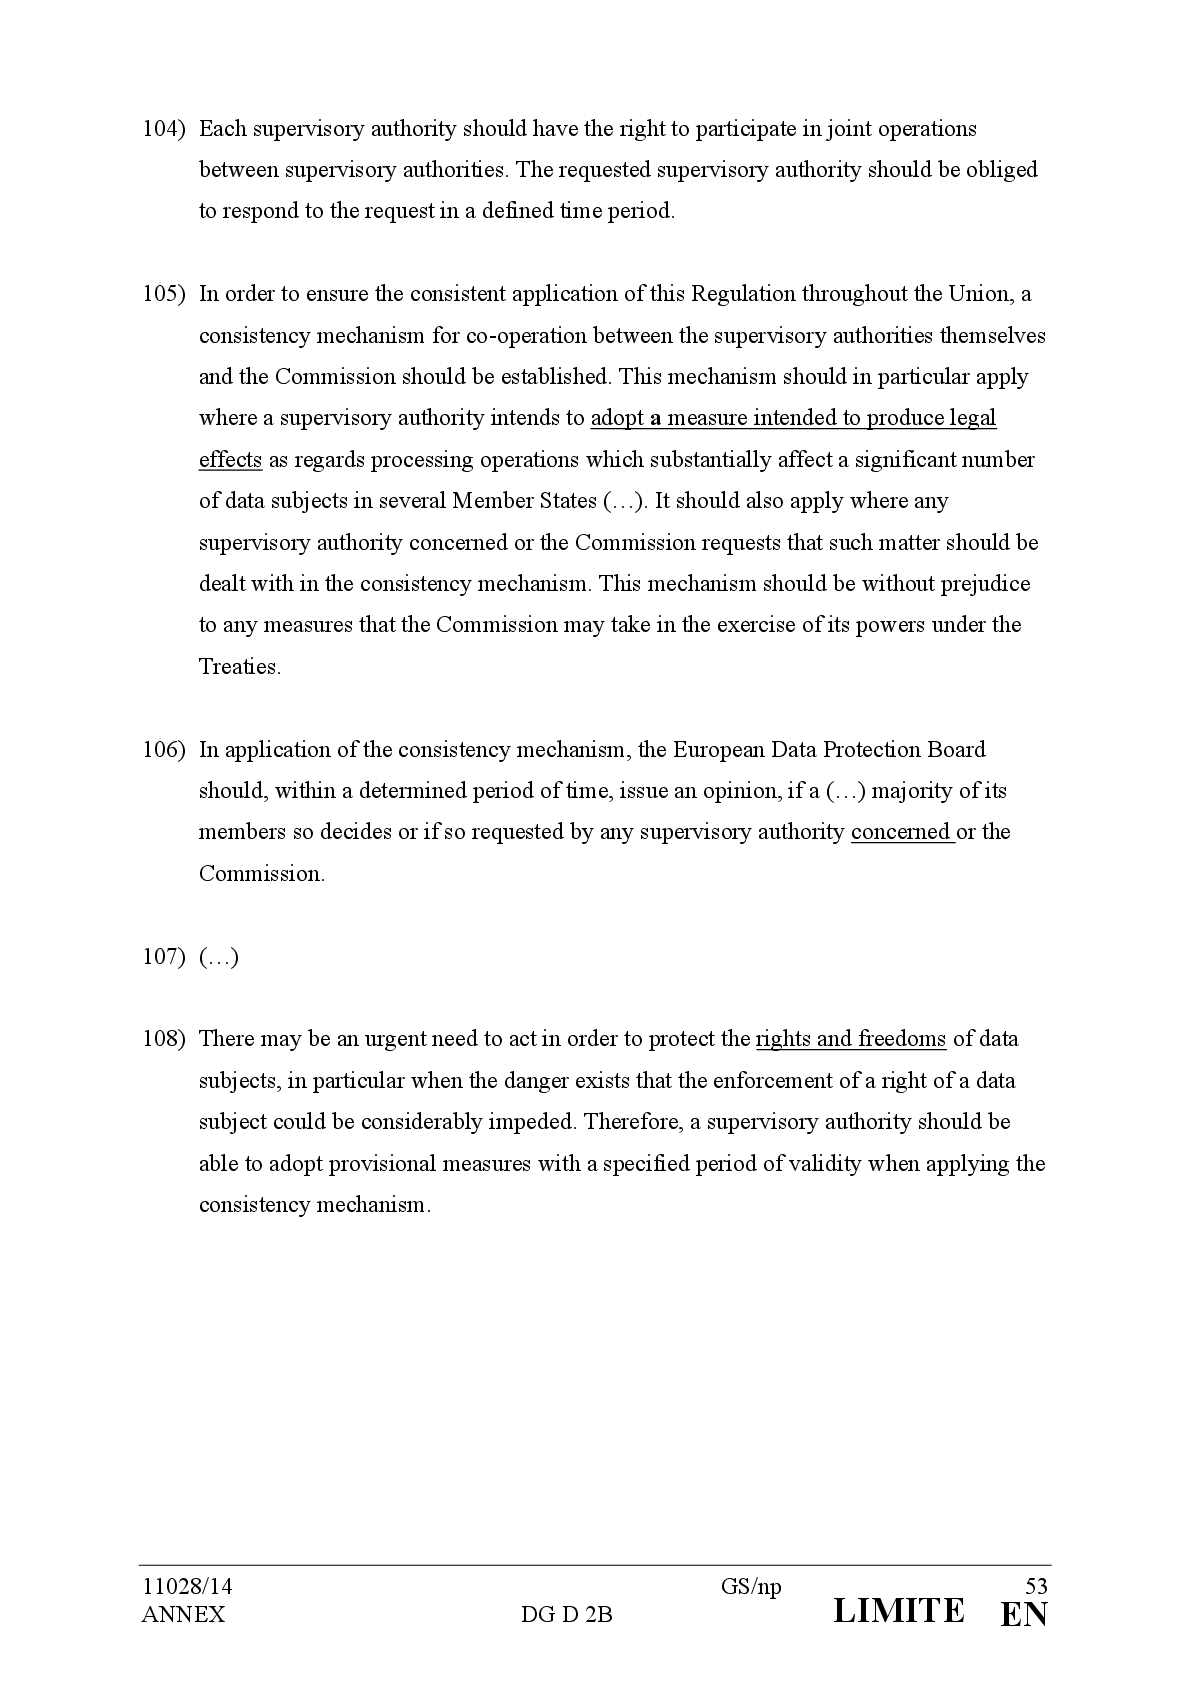 104) Each supervisory authority should have the right to participate in joint operations
between supervisory authorities. The requested supervisory authority should be obliged
to respond to the request in a defined time period.
105) In order to ensure the consistent application of this Regulation throughout the Union, a
consistency mechanism for co-operation between the supervisory authorities themselves
and the Commission should be established. This mechanism should in particular apply
where a supervisory authority intends to adopt a measure intended to produce legal
effects as regards processing operations which substantially affect a significant number
of data subjects in several Member States (…). It should also apply where any
supervisory authority concerned or the Commission requests that such matter should be
dealt with in the consistency mechanism. This mechanism should be without prejudice
to any measures that the Commission may take in the exercise of its powers under the
Treaties.
106) In application of the consistency mechanism, the European Data Protection Board
should, within a determined period of time, issue an opinion, if a (…) majority of its
members so decides or if so requested by any supervisory authority concerned or the
Commission.
107) (…)
108) There may be an urgent need to act in order to protect the rights and freedoms of data
subjects, in particular when the danger exists that the enforcement of a right of a data
subject could be considerably impeded. Therefore, a supervisory authority should be
able to adopt provisional measures with a specified period of validity when applying the
consistency mechanism.
11028/14 GS/np 53
ANNEX DG D 2B LIMITE EN